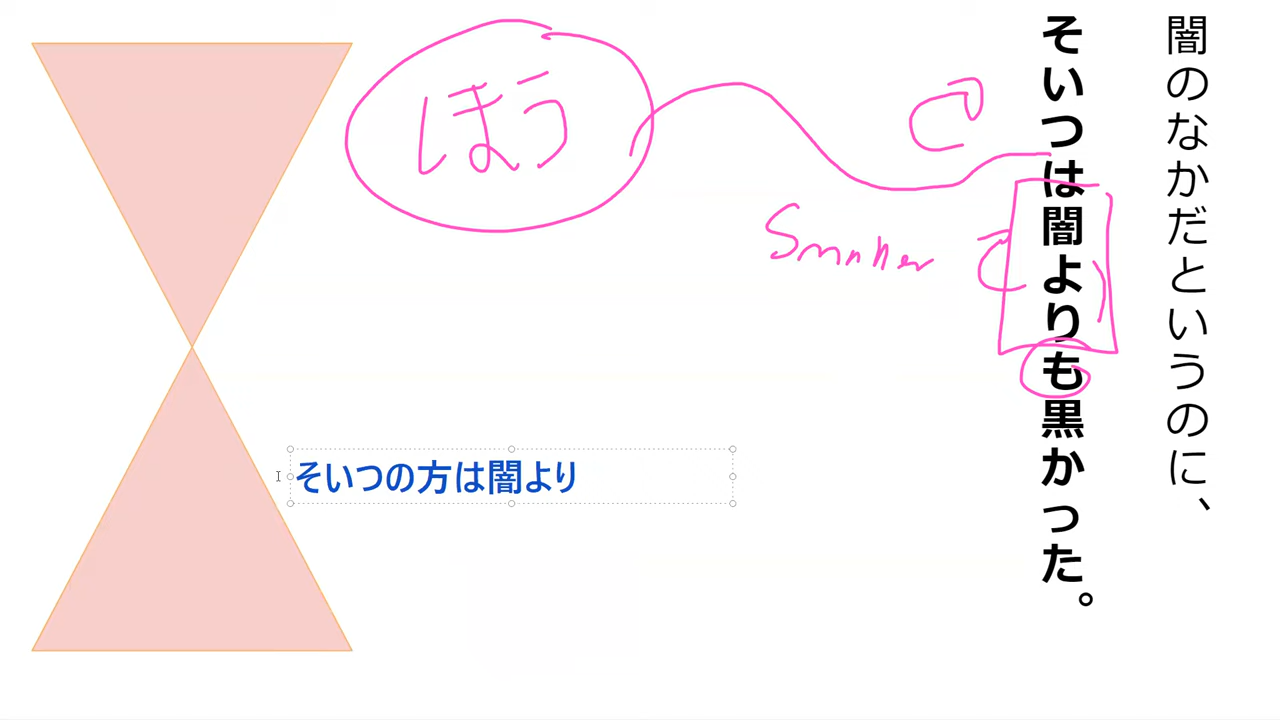 闇のなかだというのに、
そいつは闇よりも黒かった。
ほう
そいつの方は闇より